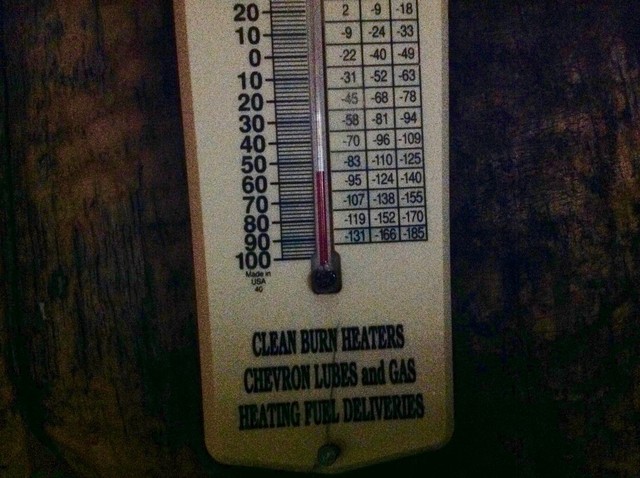 20 2 -9 -18
10 -9 -24 -33
0 -22 -40 -49
10 -31 -52 -63
20 -45 -68 -78
30 -58 -81 -94
40 -70 -96 -109
50 -83 -110 -125
60 -95 -124 -140
70 -107 -138 -155
80 -119 -152 -170
90 -131 -166 -185
100
Made in
USA
40
CLEAN BURN HEATERS
CHEVRON LUBES and GAS
HEATING FUEL DELIVERIES